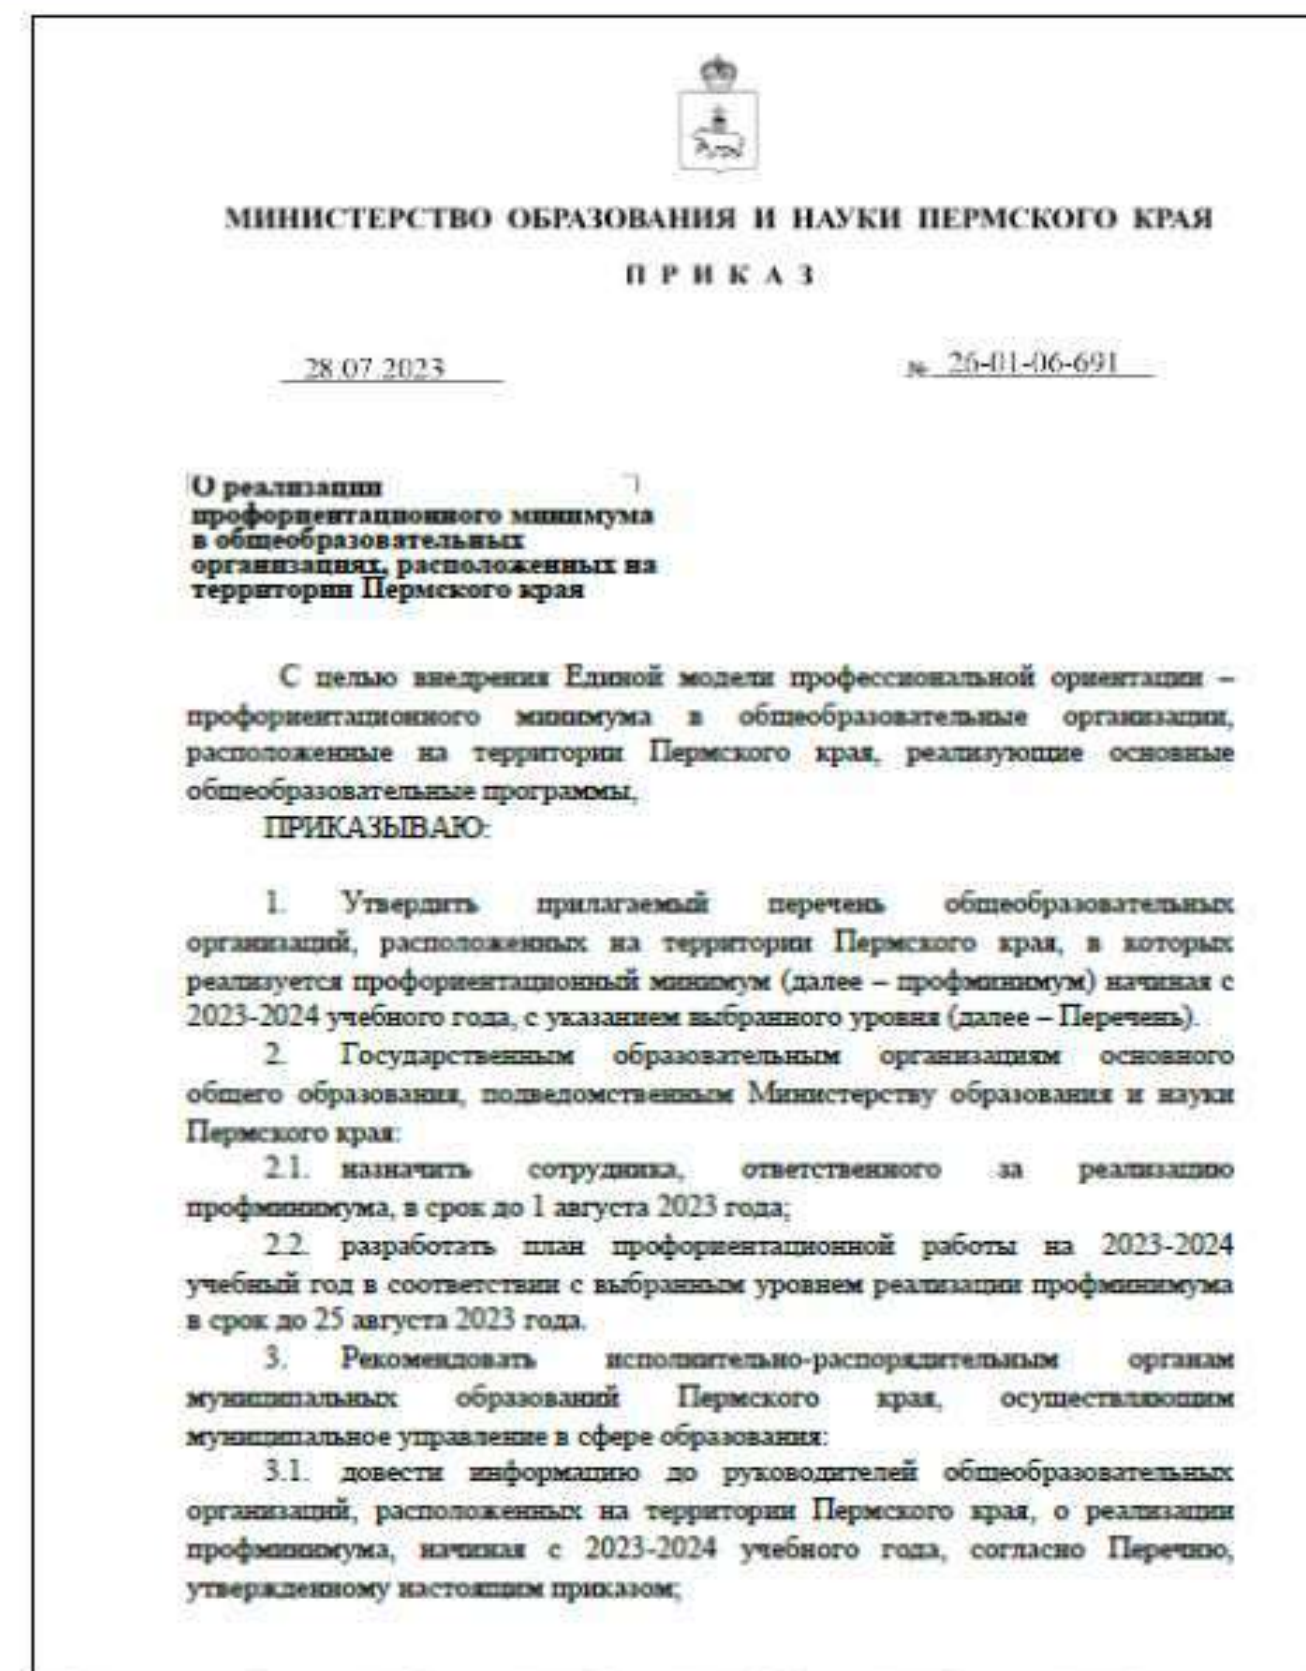 МИНИСТЕРСТВО ОБРАЗОВАНИЯ И НАУКИ ПЕРМСКОГО КРАЯ
П Р И К А З
28.07.2023
№ 26-01-06-691
О реализации
профориентационного минимума
в общеобразовательных
организациях, расположенных на
территории Пермского края
С целью внедрения Единой модели профессиональной ориентации –
профориентационного минимума в общеобразовательные организации,
расположенные на территории Пермского края, реализующие основные
общеобразовательные программы,
ПРИКАЗЫВАЮ:
1. Утвердить прилагаемый перечень общеобразовательных
организаций, расположенных на территории Пермского края, в которых
реализуется профориентационный минимум (далее – профминимум) начиная с
2023-2024 учебного года, с указанием выбранного уровня (далее – Перечень).
2. Государственным образовательным организациям основного
общего образования, подведомственным Министерству образования и науки
Пермского края:
2.1. назначить сотрудника, ответственного за реализацию
профминимума, в срок до 1 августа 2023 года;
2.2. разработать план профориентационной работы на 2023-2024
учебный год в соответствии с выбранным уровнем реализации профминимума
в срок до 25 августа 2023 года.
3. Рекомендовать исполнительно-распорядительным органам
муниципальных образований Пермского края, осуществляющим
муниципальное управление в сфере образования:
3.1. довести информацию до руководителей общеобразовательных
организаций, расположенных на территории Пермского края, о реализации
профминимума, начиная с 2023-2024 учебного года, согласно Перечню,
утвержденному настоящим приказом;